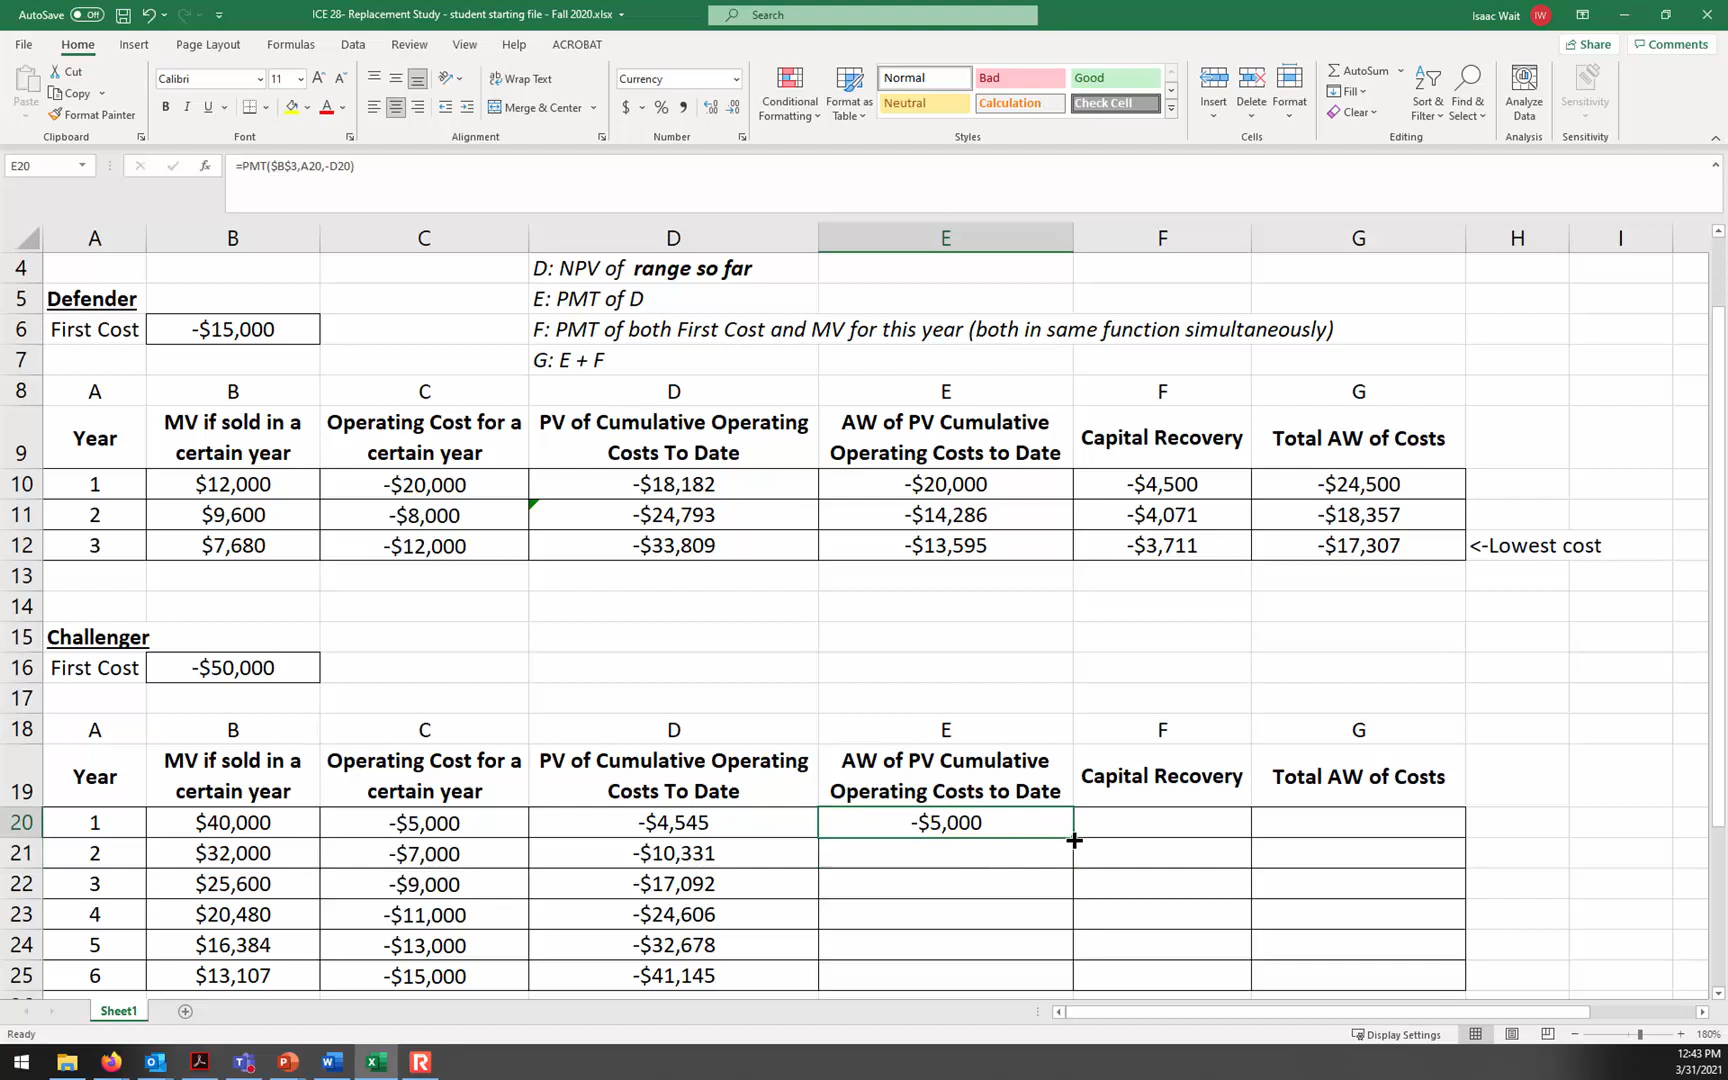 AutoSave Off ICE 28- Replacement Study - student starting file - Fall 2020.xlsx Search Isaac Wait IW
File Home Insert Page Layout Formulas Data Review View Help ACROBAT Share Comments
Paste Cut Copy Format Painter
Calibri 11 B I U A
Wrap Text Merge & Center
Currency $ % ,
Conditional Formatting Format as Table
Normal Bad Good
Neutral Calculation Check Cell
Insert Delete Format
AutoSum Fill Clear
Sort & Filter Find & Select
Analyze Data Sensitivity
Clipboard Font Alignment Number Styles Cells Editing Analysis Sensitivity
E20 fx =PMT($B$3,A20,-D20)
A B C D E F G H I
4 D: NPV of range so far
5 Defender E: PMT of D
6 First Cost -$15,000 F: PMT of both First Cost and MV for this year (both in same function simultaneously)
7 G: E + F
8 A B C D E F G
9 Year MV if sold in a certain year Operating Cost for a certain year PV of Cumulative Operating Costs To Date AW of PV Cumulative Operating Costs to Date Capital Recovery Total AW of Costs
10 1 $12,000 -$20,000 -$18,182 -$20,000 -$4,500 -$24,500
11 2 $9,600 -$8,000 -$24,793 -$14,286 -$4,071 -$18,357
12 3 $7,680 -$12,000 -$33,809 -$13,595 -$3,711 -$17,307 <-Lowest cost
13
14
15 Challenger
16 First Cost -$50,000
17
18 A B C D E F G
19 Year MV if sold in a certain year Operating Cost for a certain year PV of Cumulative Operating Costs To Date AW of PV Cumulative Operating Costs to Date Capital Recovery Total AW of Costs
20 1 $40,000 -$5,000 -$4,545 -$5,000
21 2 $32,000 -$7,000 -$10,331
22 3 $25,600 -$9,000 -$17,092
23 4 $20,480 -$11,000 -$24,606
24 5 $16,384 -$13,000 -$32,678
25 6 $13,107 -$15,000 -$41,145
Sheet1
Ready Display Settings 180%
12:43 PM
3/31/2021